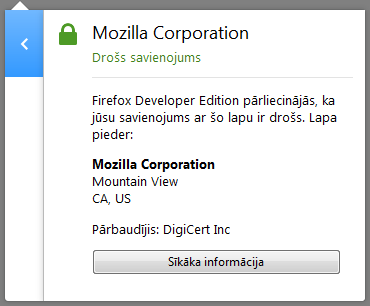 Mozilla Corporation
Drošs savienojums
Firefox Developer Edition pārliecinājās, ka
jūsu savienojums ar šo lapu ir drošs. Lapa
pieder:
Mozilla Corporation
Mountain View
CA, US
Pārbaudījis: DigiCert Inc
Sīkāka informācija